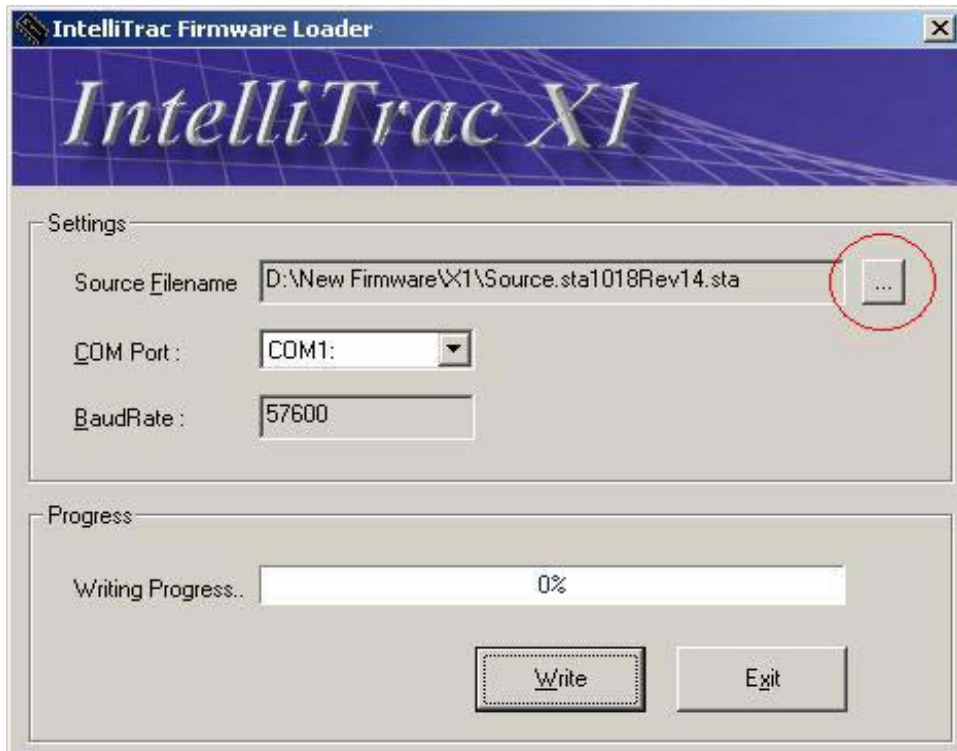 IntelliTrac Firmware Loader
IntelliTrac X1
Settings
Source Filename D:\New Firmware\X1\Source.sta1018Rev14.sta ...
COM Port : COM1:
BaudRate : 57600
Progress
Writing Progress.. 0%
Write Exit